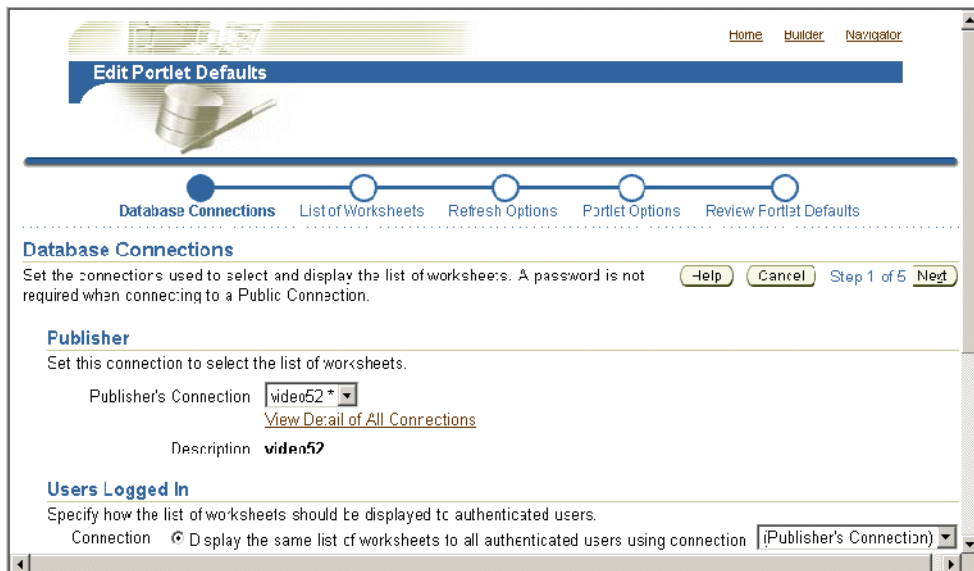 Home Builder Navigator
Edit Portlet Defaults
Database Connections List of Worksheets Refresh Options Portlet Options Review Portlet Defaults
Database Connections
Set the connections used to select and display the list of worksheets. A password is not
required when connecting to a Public Connection.
Help Cancel Step 1 of 5 Next
Publisher
Set this connection to select the list of worksheets.
Publisher's Connection video52 *
View Detail of All Connections
Description video52
Users Logged In
Specify how the list of worksheets should be displayed to authenticated users.
Connection Display the same list of worksheets to all authenticated users using connection (Publisher's Connection)